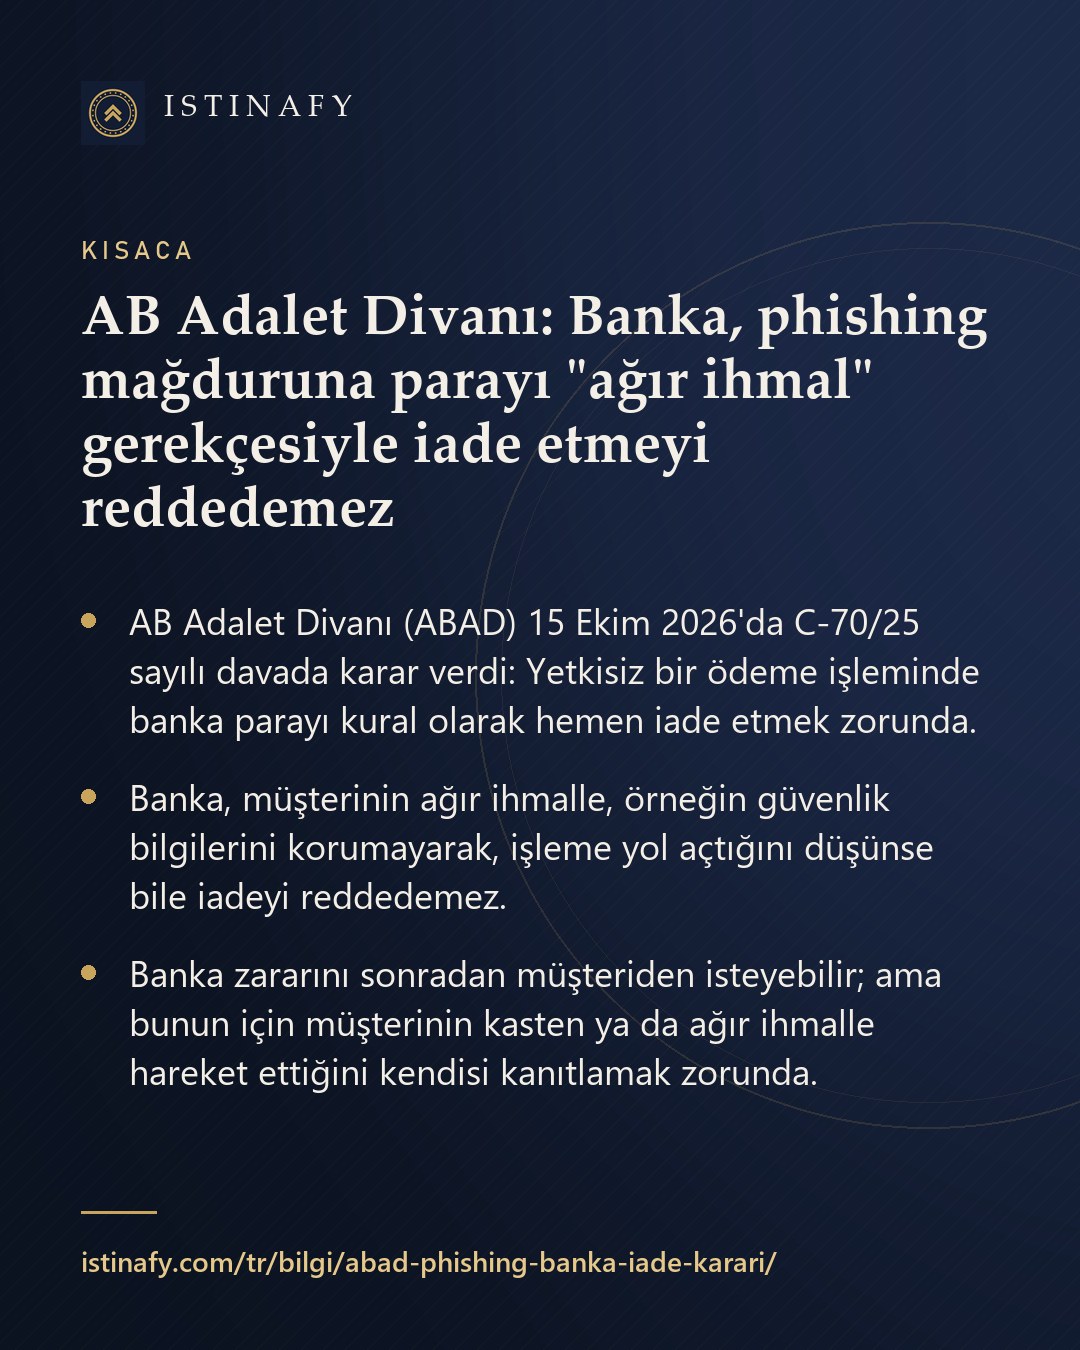 ISTINAFY
KISACA
AB Adalet Divanı: Banka, phishing
mağduruna parayı "ağır ihmal"
gerekçesiyle iade etmeyi
reddedemez
AB Adalet Divanı (ABAD) 15 Ekim 2026'da C-70/25
sayılı davada karar verdi: Yetkisiz bir ödeme işleminde
banka parayı kural olarak hemen iade etmek zorunda.
Banka, müşterinin ağır ihmalle, örneğin güvenlik
bilgilerini korumayarak, işleme yol açtığını düşünse
bile iadeyi reddedemez.
Banka zararını sonradan müşteriden isteyebilir; ama
bunun için müşterinin kasten ya da ağır ihmalle
hareket ettiğini kendisi kanıtlamak zorunda.
istinafy.com/tr/bilgi/abad-phishing-banka-iade-karari/